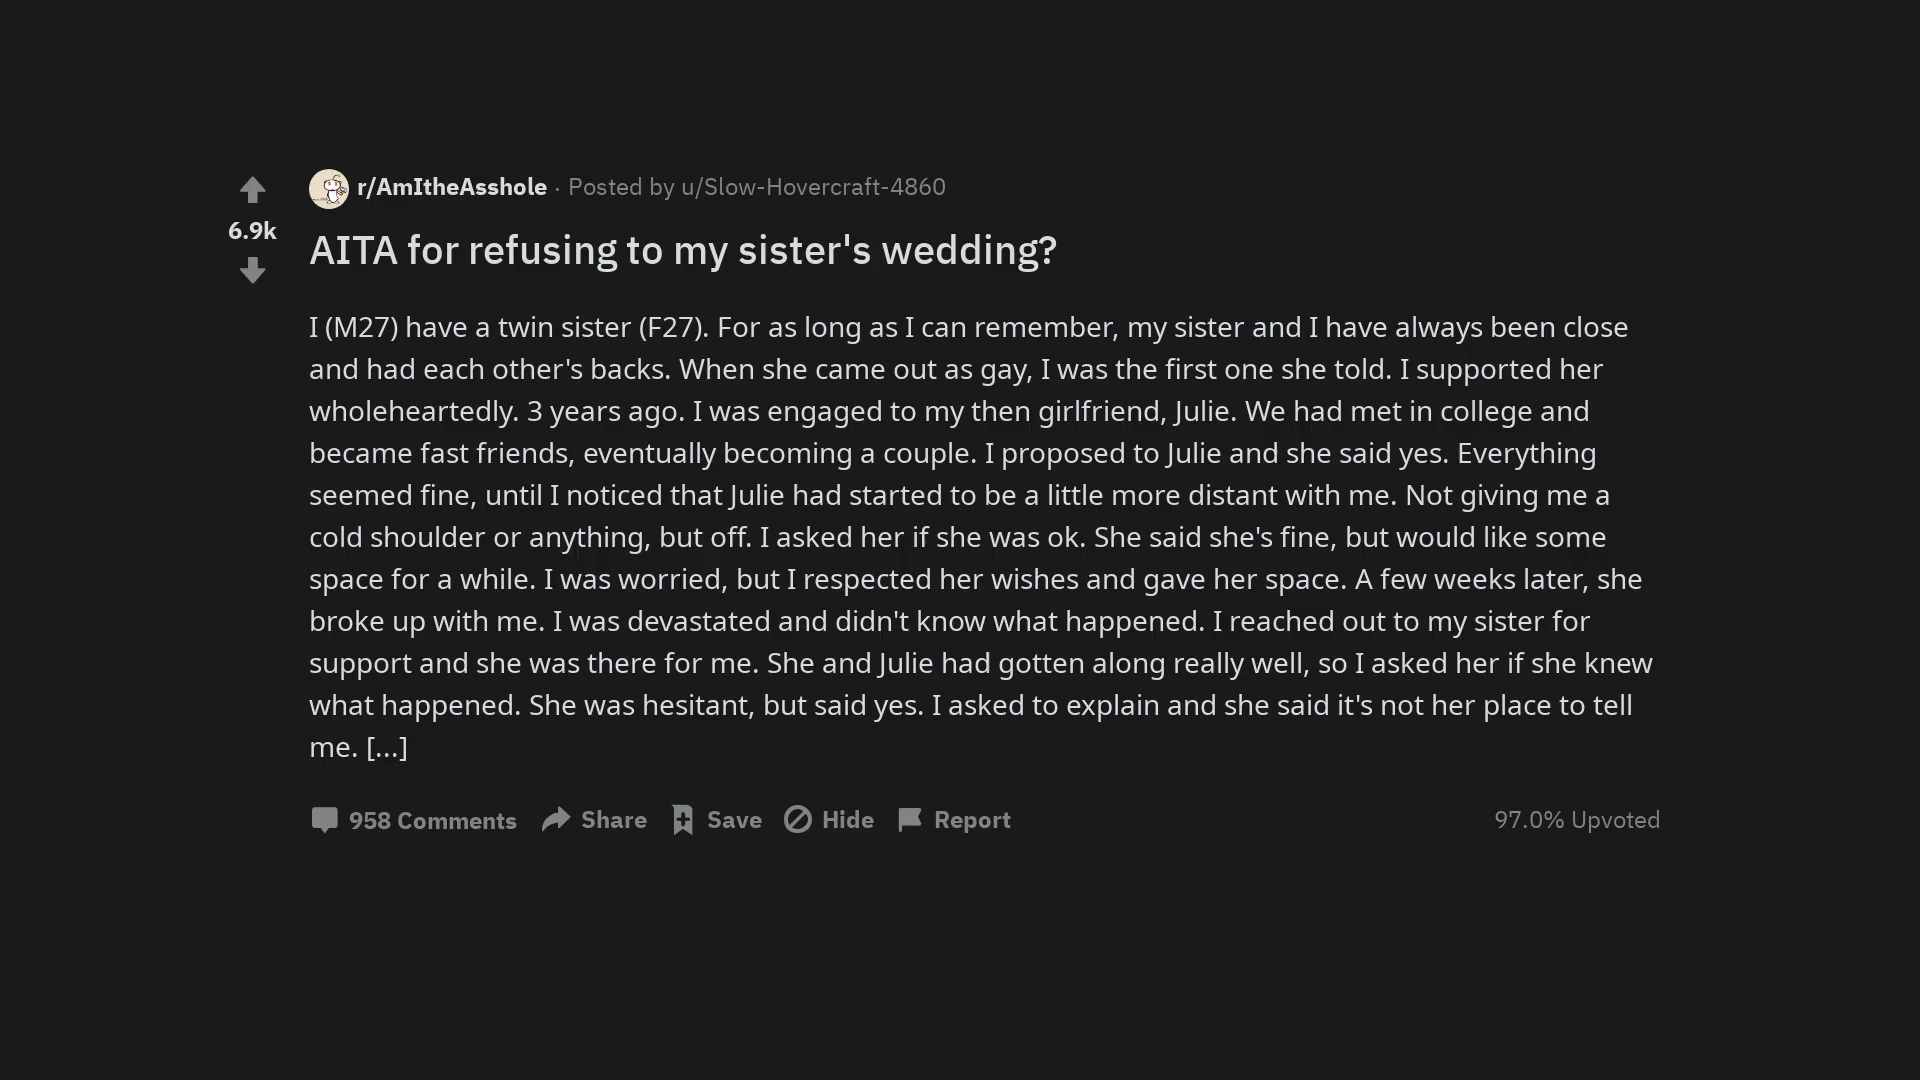 r/AmItheAsshole · Posted by u/Slow-Hovercraft-4860
6.9k
AITA for refusing to my sister's wedding?
I (M27) have a twin sister (F27). For as long as I can remember, my sister and I have always been close
and had each other's backs. When she came out as gay, I was the first one she told. I supported her
wholeheartedly. 3 years ago. I was engaged to my then girlfriend, Julie. We had met in college and
became fast friends, eventually becoming a couple. I proposed to Julie and she said yes. Everything
seemed fine, until I noticed that Julie had started to be a little more distant with me. Not giving me a
cold shoulder or anything, but off. I asked her if she was ok. She said she's fine, but would like some
space for a while. I was worried, but I respected her wishes and gave her space. A few weeks later, she
broke up with me. I was devastated and didn't know what happened. I reached out to my sister for
support and she was there for me. She and Julie had gotten along really well, so I asked her if she knew
what happened. She was hesitant, but said yes. I asked to explain and she said it's not her place to tell
me. [...]
958 Comments Share Save Hide Report 97.0% Upvoted